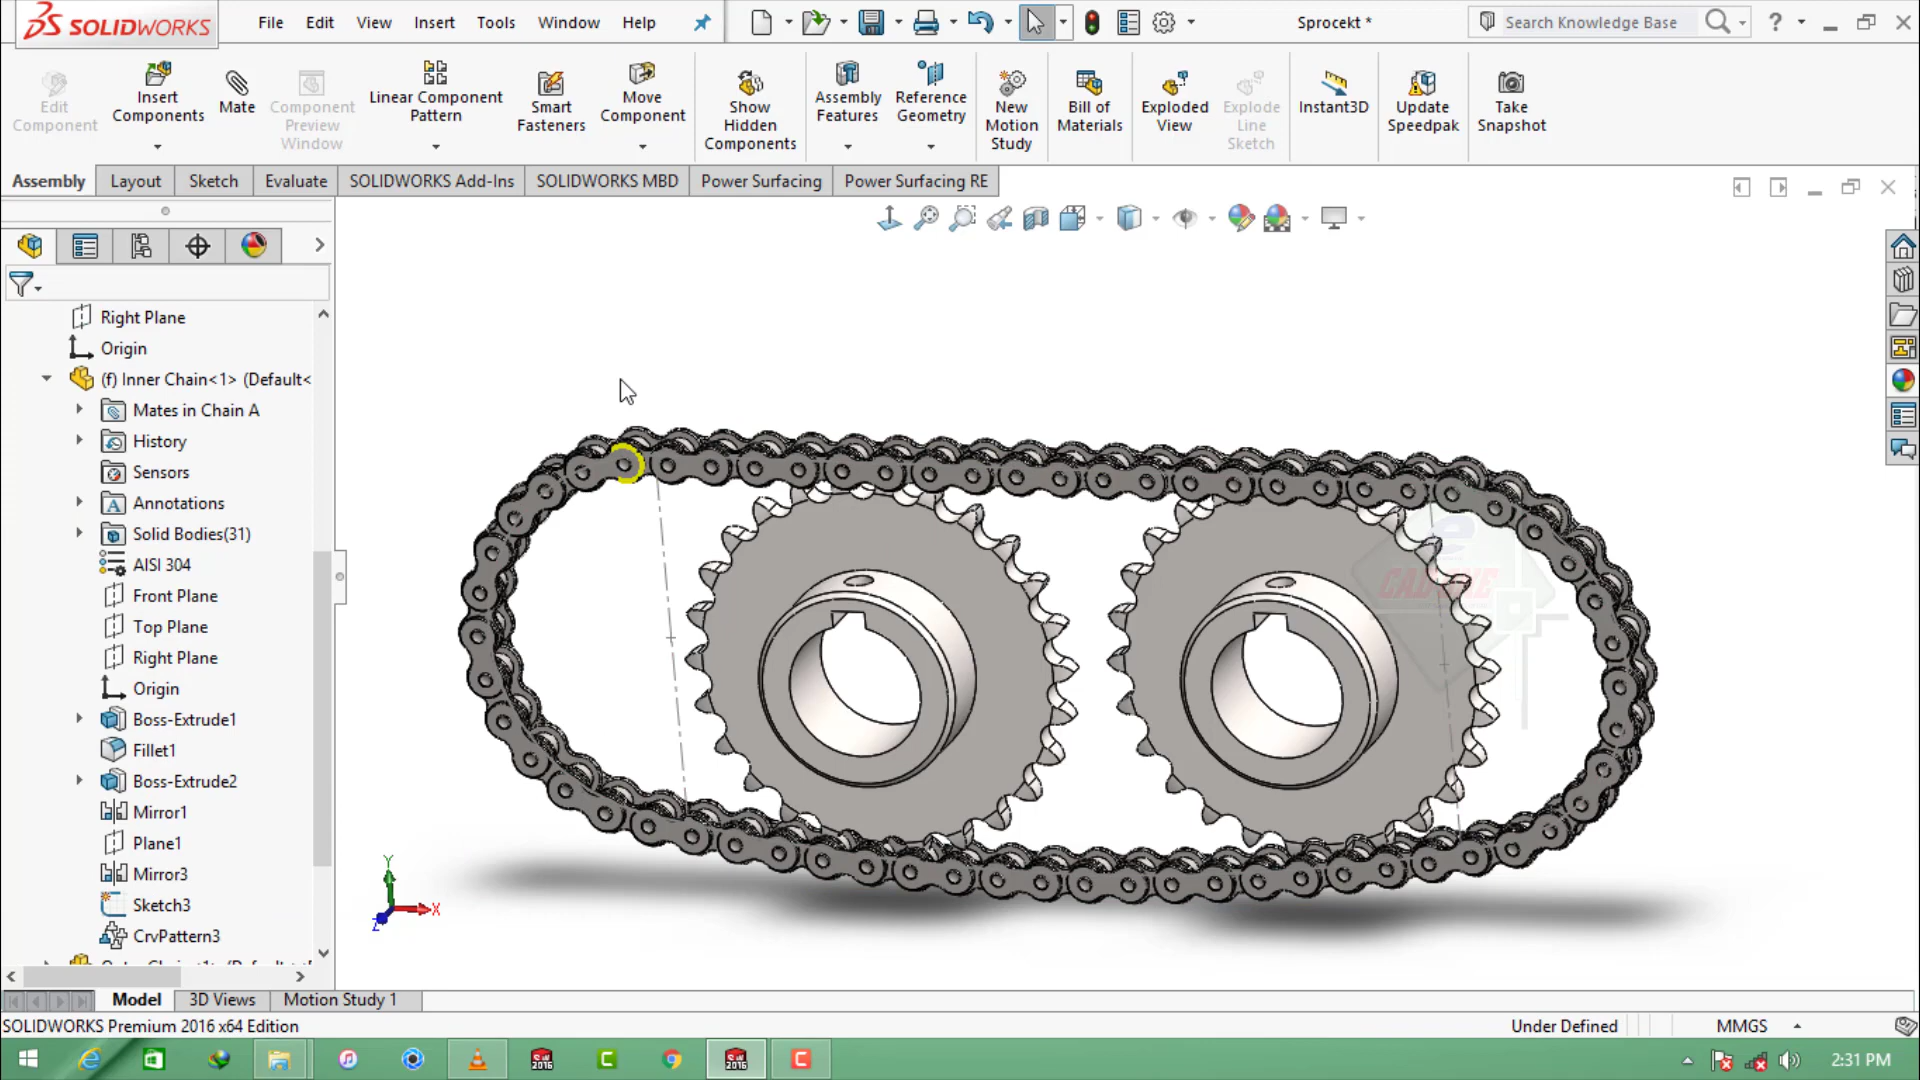 SOLIDWORKS
File Edit View Insert Tools Window Help
Sprocekt *
Search Knowledge Base
Edit Component
Insert Components
Mate
Component Preview Window
Linear Component Pattern
Smart Fasteners
Move Component
Show Hidden Components
Assembly Features
Reference Geometry
New Motion Study
Bill of Materials
Exploded View
Explode Line Sketch
Instant3D
Update Speedpak
Take Snapshot
Assembly Layout Sketch Evaluate SOLIDWORKS Add-Ins SOLIDWORKS MBD Power Surfacing Power Surfacing RE
Right Plane
Origin
(f) Inner Chain<1> (Default<
Mates in Chain A
History
Sensors
Annotations
Solid Bodies(31)
AISI 304
Front Plane
Top Plane
Right Plane
Origin
Boss-Extrude1
Fillet1
Boss-Extrude2
Mirror1
Plane1
Mirror3
Sketch3
CrvPattern3
Y
X
Z
Model 3D Views Motion Study 1
SOLIDWORKS Premium 2016 x64 Edition
Under Defined
MMGS
2:31 PM